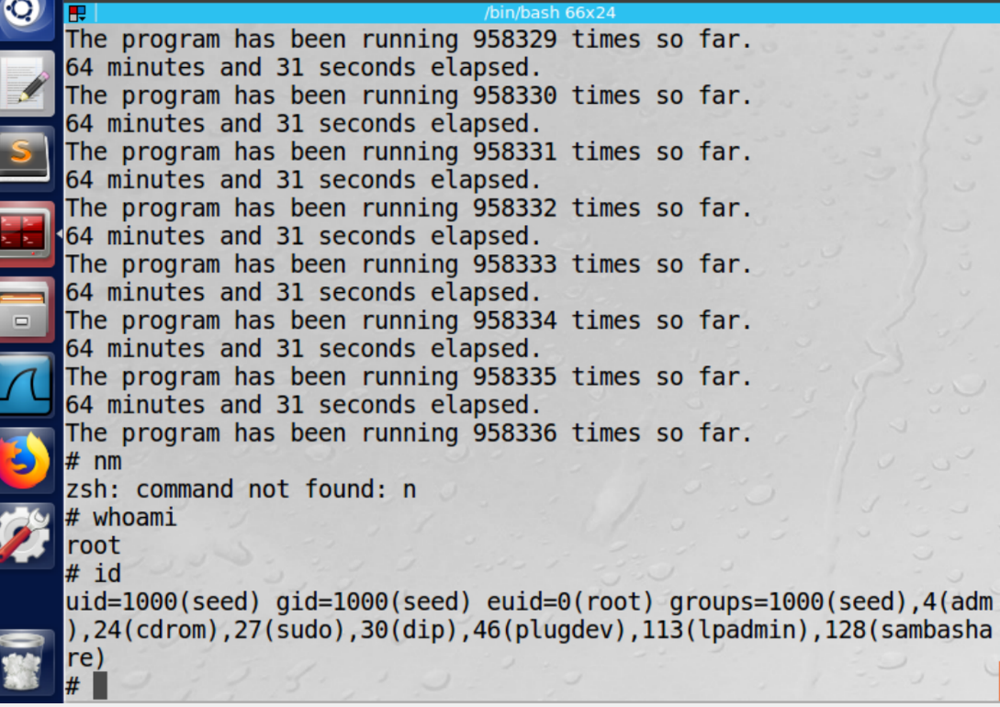 /bin/bash 66x24
The program has been running 958329 times so far.
64 minutes and 31 seconds elapsed.
The program has been running 958330 times so far.
64 minutes and 31 seconds elapsed.
The program has been running 958331 times so far.
64 minutes and 31 seconds elapsed.
The program has been running 958332 times so far.
64 minutes and 31 seconds elapsed.
The program has been running 958333 times so far.
64 minutes and 31 seconds elapsed.
The program has been running 958334 times so far.
64 minutes and 31 seconds elapsed.
The program has been running 958335 times so far.
64 minutes and 31 seconds elapsed.
The program has been running 958336 times so far.
# nm
zsh: command not found: n
# whoami
root
# id
uid=1000(seed) gid=1000(seed) euid=0(root) groups=1000(seed),4(adm
),24(cdrom),27(sudo),30(dip),46(plugdev),113(lpadmin),128(sambasha
re)
#